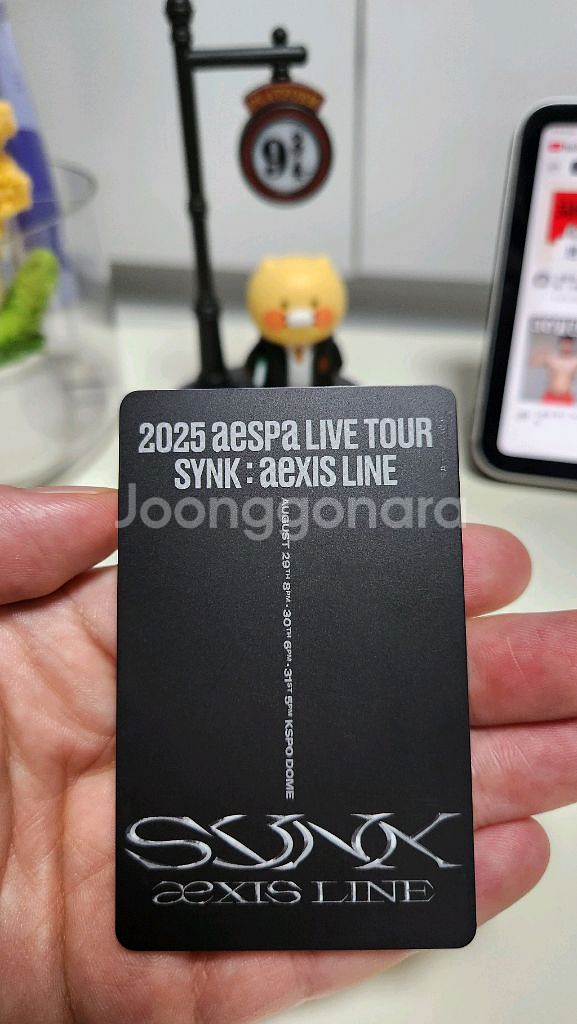 9¾
2025 aespa LIVE TOUR
SYNK : aeXIS LINE
Joonggonara
AUGUST 29TH 8PM · 30TH 6PM · 31ST 5PM KSPO DOME
SYNK
aeXIS LINE